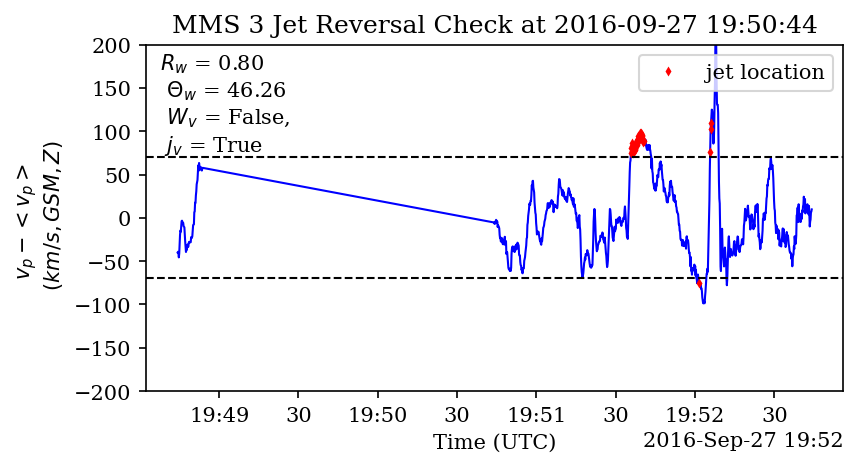 MMS 3 Jet Reversal Check at 2016-09-27 19:50:44
R_w = 0.80
Θ_w = 46.26
W_v = False,
j_v = True
jet location
v_p − < v_p >
(km/s, GSM, Z)
200
150
100
50
0
−50
−100
−150
−200
19:49 30 19:50 30 19:51 30 19:52 30
Time (UTC)
2016-Sep-27 19:52